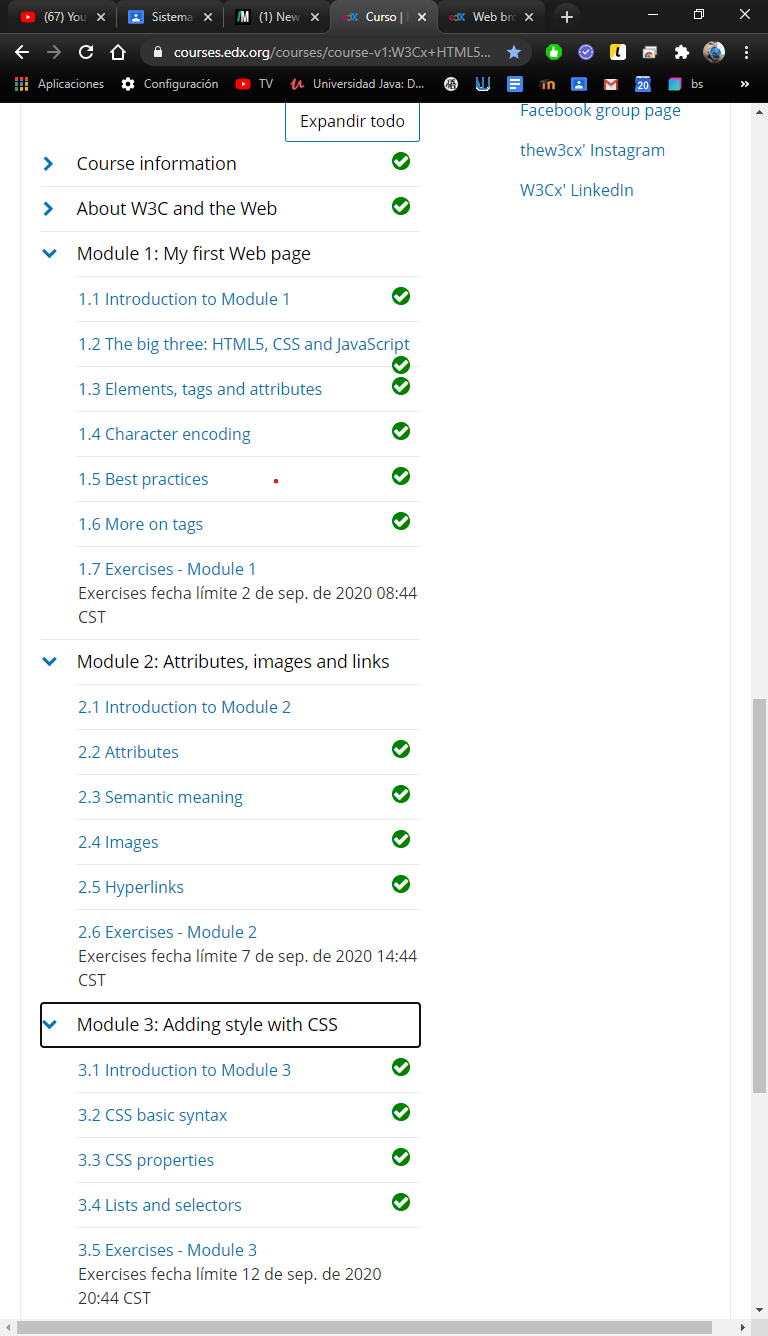 (67) You
Sistema
(1) New
Curso |
Web bro
courses.edx.org/courses/course-v1:W3Cx+HTML5...
Aplicaciones
Configuración
TV
Universidad Java: D...
bs
»
Expandir todo
Facebook group page
thew3cx' Instagram
W3Cx' LinkedIn
Course information
About W3C and the Web
Module 1: My first Web page
1.1 Introduction to Module 1
1.2 The big three: HTML5, CSS and JavaScript
1.3 Elements, tags and attributes
1.4 Character encoding
1.5 Best practices
1.6 More on tags
1.7 Exercises - Module 1
Exercises fecha límite 2 de sep. de 2020 08:44
CST
Module 2: Attributes, images and links
2.1 Introduction to Module 2
2.2 Attributes
2.3 Semantic meaning
2.4 Images
2.5 Hyperlinks
2.6 Exercises - Module 2
Exercises fecha límite 7 de sep. de 2020 14:44
CST
Module 3: Adding style with CSS
3.1 Introduction to Module 3
3.2 CSS basic syntax
3.3 CSS properties
3.4 Lists and selectors
3.5 Exercises - Module 3
Exercises fecha límite 12 de sep. de 2020
20:44 CST